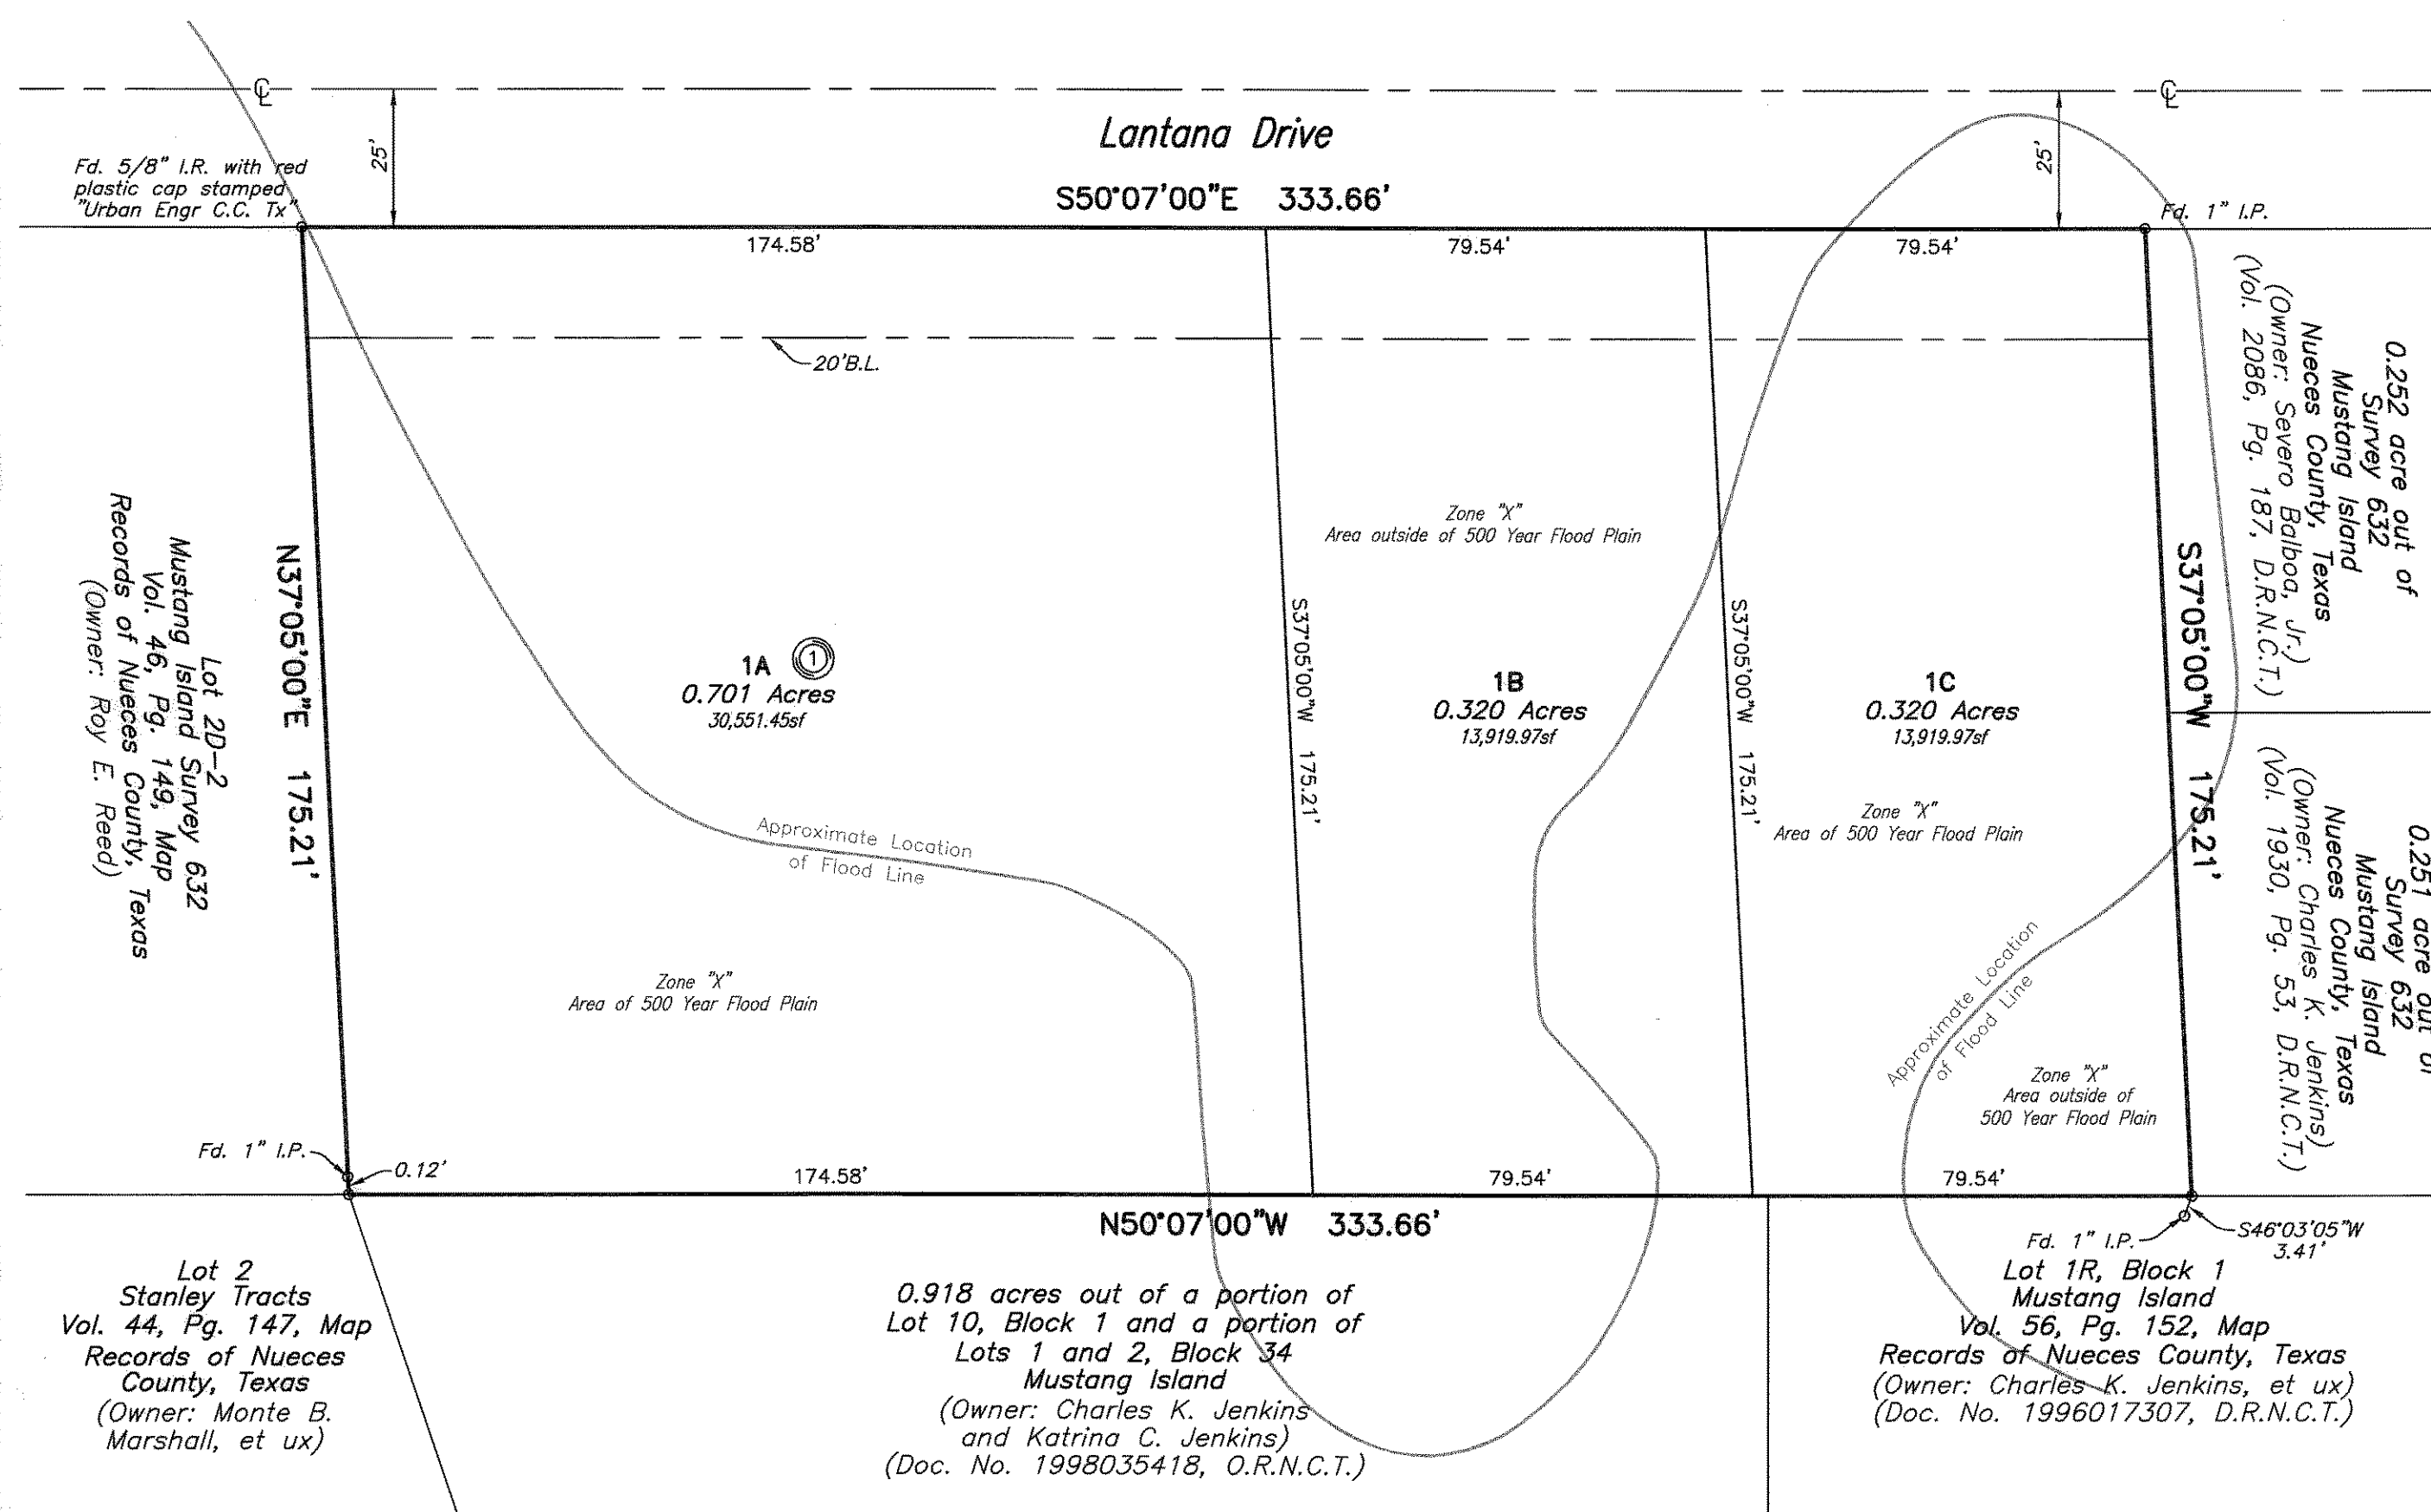 ℄
℄
25'
Lantana Drive
25'
Fd. 5/8" I.R. with red
plastic cap stamped
"Urban Engr C.C. Tx"
S50°07'00"E 333.66'
Fd. 1" I.P.
174.58'
79.54'
79.54'
20'B.L.
0.252 acre out of
Survey 632
Mustang Island
Nueces County, Texas
(Owner: Severo Balboa, Jr.)
(Vol. 2086, Pg. 187, D.R.N.C.T.)
Zone "X"
Area outside of 500 Year Flood Plain
Lot 2D-2
Mustang Island Survey 632
Vol. 46, Pg. 149, Map
Records of Nueces County, Texas
(Owner: Roy E. Reed)
N37°05'00"E 175.21'
1A 1
0.701 Acres
30,551.45sf
S37°05'00"W 175.21'
1B
0.320 Acres
13,919.97sf
S37°05'00"W 175.21'
1C
0.320 Acres
13,919.97sf
S37°05'00"W 175.21'
Zone "X"
Area of 500 Year Flood Plain
Approximate Location
of Flood Line
0.251 acre out of
Survey 632
Mustang Island
Nueces County, Texas
(Owner: Charles K. Jenkins)
(Vol. 1930, Pg. 53, D.R.N.C.T.)
Zone "X"
Area of 500 Year Flood Plain
Approximate Location
of Flood Line
Zone "X"
Area outside of
500 Year Flood Plain
Fd. 1" I.P.
0.12'
174.58'
79.54'
79.54'
N50°07'00"W 333.66'
S46°03'05"W
3.41'
Fd. 1" I.P.
Lot 2
Stanley Tracts
Vol. 44, Pg. 147, Map
Records of Nueces
County, Texas
(Owner: Monte B.
Marshall, et ux)
0.918 acres out of a portion of
Lot 10, Block 1 and a portion of
Lots 1 and 2, Block 34
Mustang Island
(Owner: Charles K. Jenkins
and Katrina C. Jenkins)
(Doc. No. 1998035418, O.R.N.C.T.)
Lot 1R, Block 1
Mustang Island
Vol. 56, Pg. 152, Map
Records of Nueces County, Texas
(Owner: Charles K. Jenkins, et ux)
(Doc. No. 1996017307, D.R.N.C.T.)